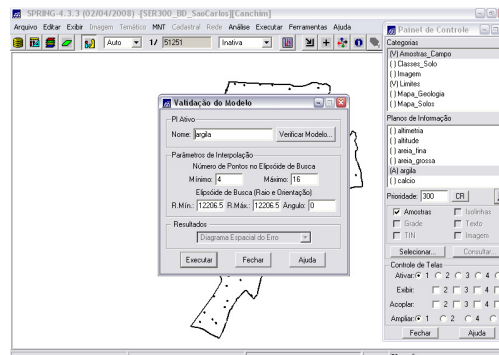 SPRING-4.3.3 (02/04/2008) -[SER300_BD_SaoCarlos][Canchim]
Arquivo Editar Exibir Imagem Temático MNT Cadastral Rede Análise Executar Ferramentas Ajuda
Auto 1/ 51251 Inativa
Validação do Modelo
PI Ativo
Nome: argila Verificar Modelo...
Parâmetros de Interpolação
Número de Pontos no Elipsóide de Busca
Mínimo: 4 Máximo: 16
Elipsóide de Busca (Raio e Orientação)
R.Mín.: 12206.5 R.Máx.: 12206.5 Angulo: 0
Resultados
Diagrama Espacial do Erro
Executar Fechar Ajuda
Painel de Controle
Categorias
(V) Amostras_Campo
( ) Classes_Solo
( ) Imagem
(V) Limites
( ) Mapa_Geologia
( ) Mapa_Solos
Planos de Informação
( ) altimetria
( ) altitude
( ) areia_fina
( ) areia_grossa
(A) argila
( ) calcio
Prioridade: 300 CR
Amostras Isolinhas
Grade Texto
TIN Imagem
Selecionar... Consultar...
Controle de Telas
Ativar: 1 2 3 4
Exibir: 2 3 4
Acoplar: 2 3 4
Ampliar: 1 2 4
Fechar Ajuda